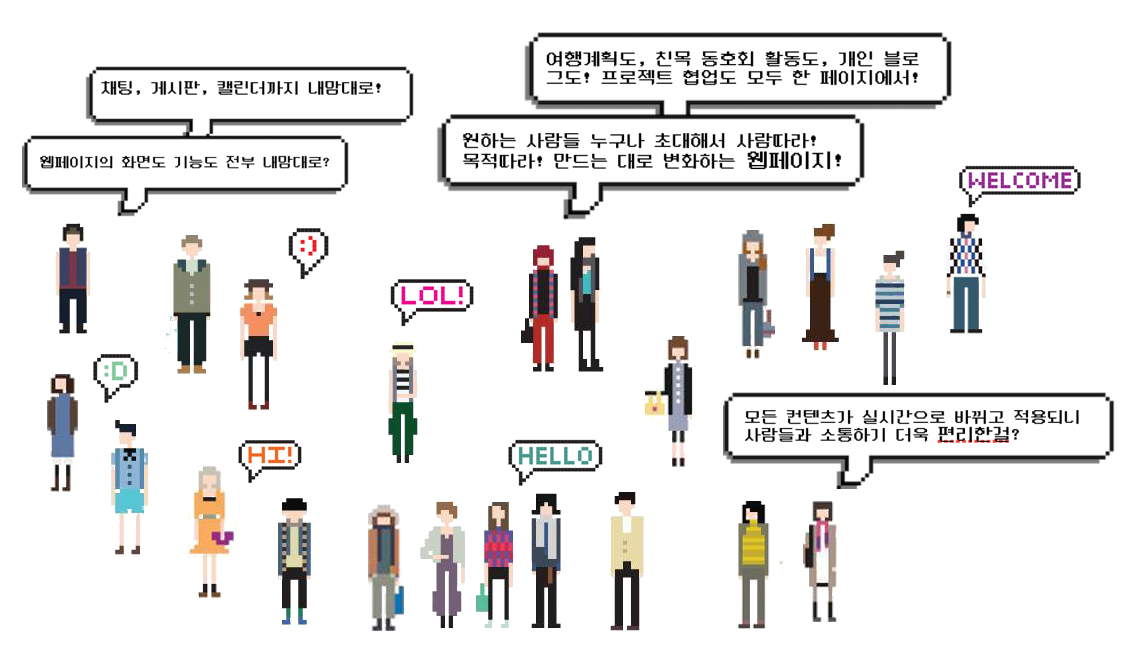 채팅, 게시판, 캘린더까지 내맘대로!
웹페이지의 화면도 기능도 전부 내맘대로?
여행계획도, 친목 동호회 활동도, 개인 블로
그도! 프로젝트 협업도 모두 한 페이지에서!
원하는 사람들 누구나 초대해서 사람따라!
목적따라! 만드는 대로 변화하는 웹페이지!
WELCOME
:)
LOL!
:D
모든 컨텐츠가 실시간으로 바뀌고 적용되니
사람들과 소통하기 더욱 편리한걸?
HI!
HELLO